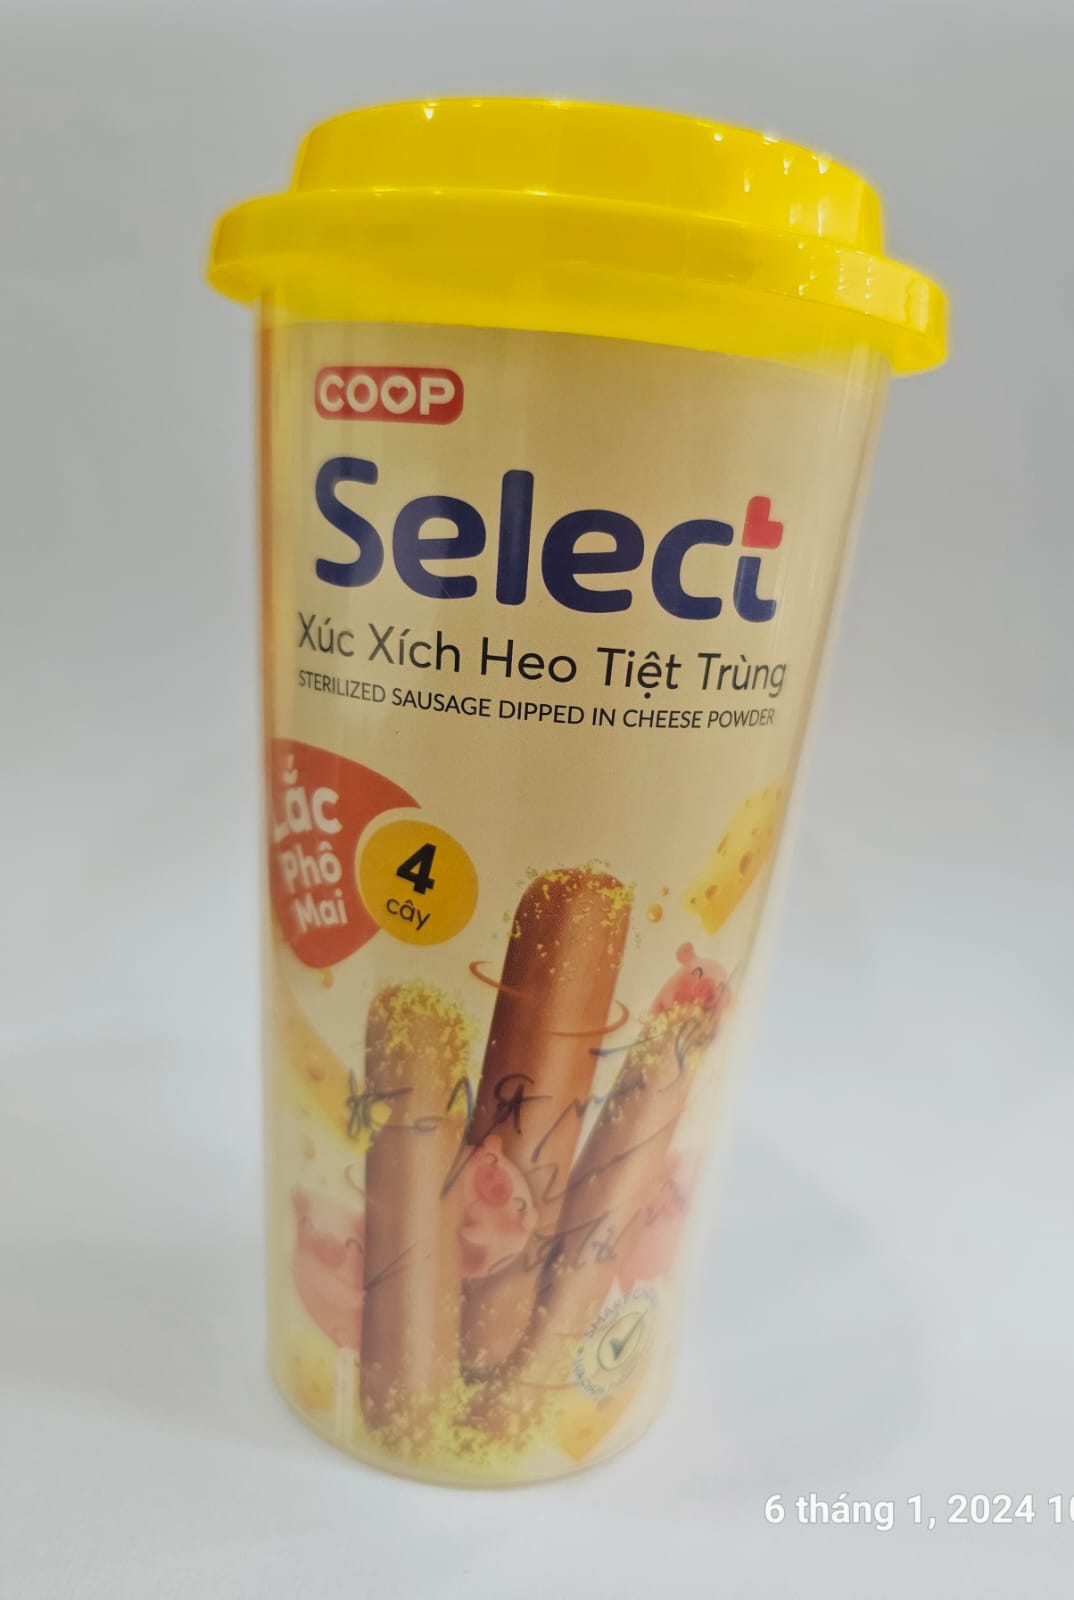 COOP
Select
Xúc Xích Heo Tiệt Trùng
STERILIZED SAUSAGE DIPPED IN CHEESE POWDER
Lắc
Phô
Mai
4
cây
6 tháng 1, 2024 10